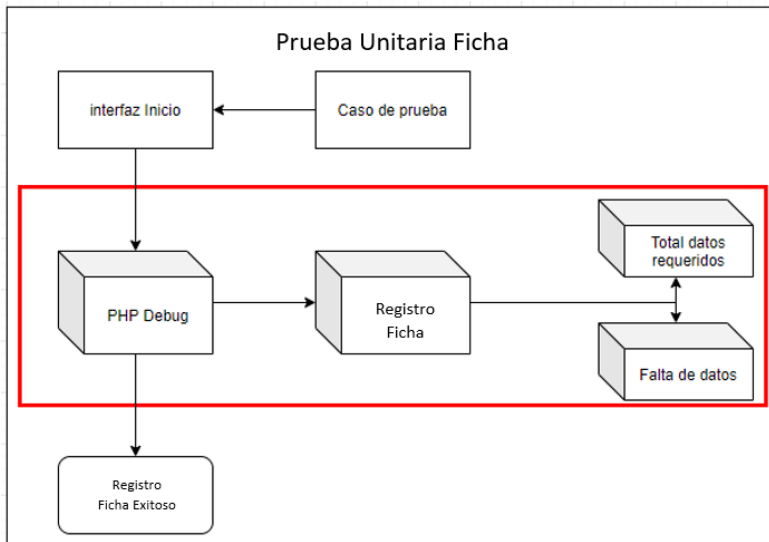 Prueba Unitaria Ficha
interfaz Inicio
Caso de prueba
Total datos
requeridos
PHP Debug
Registro
Ficha
Falta de datos
Registro
Ficha Exitoso